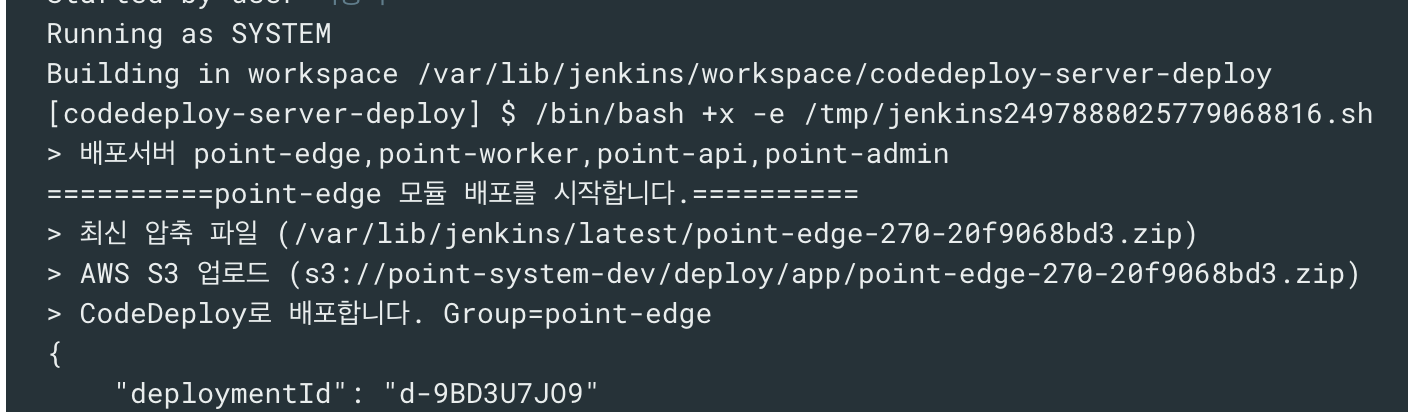 Running as SYSTEM
Building in workspace /var/lib/jenkins/workspace/codedeploy-server-deploy
[codedeploy-server-deploy] $ /bin/bash +x -e /tmp/jenkins2497888025779068816.sh
> 배포서버 point-edge,point-worker,point-api,point-admin
==========point-edge 모듈 배포를 시작합니다.==========
> 최신 압축 파일 (/var/lib/jenkins/latest/point-edge-270-20f9068bd3.zip)
> AWS S3 업로드 (s3://point-system-dev/deploy/app/point-edge-270-20f9068bd3.zip)
> CodeDeploy로 배포합니다. Group=point-edge
{
    "deploymentId": "d-9BD3U7JO9"